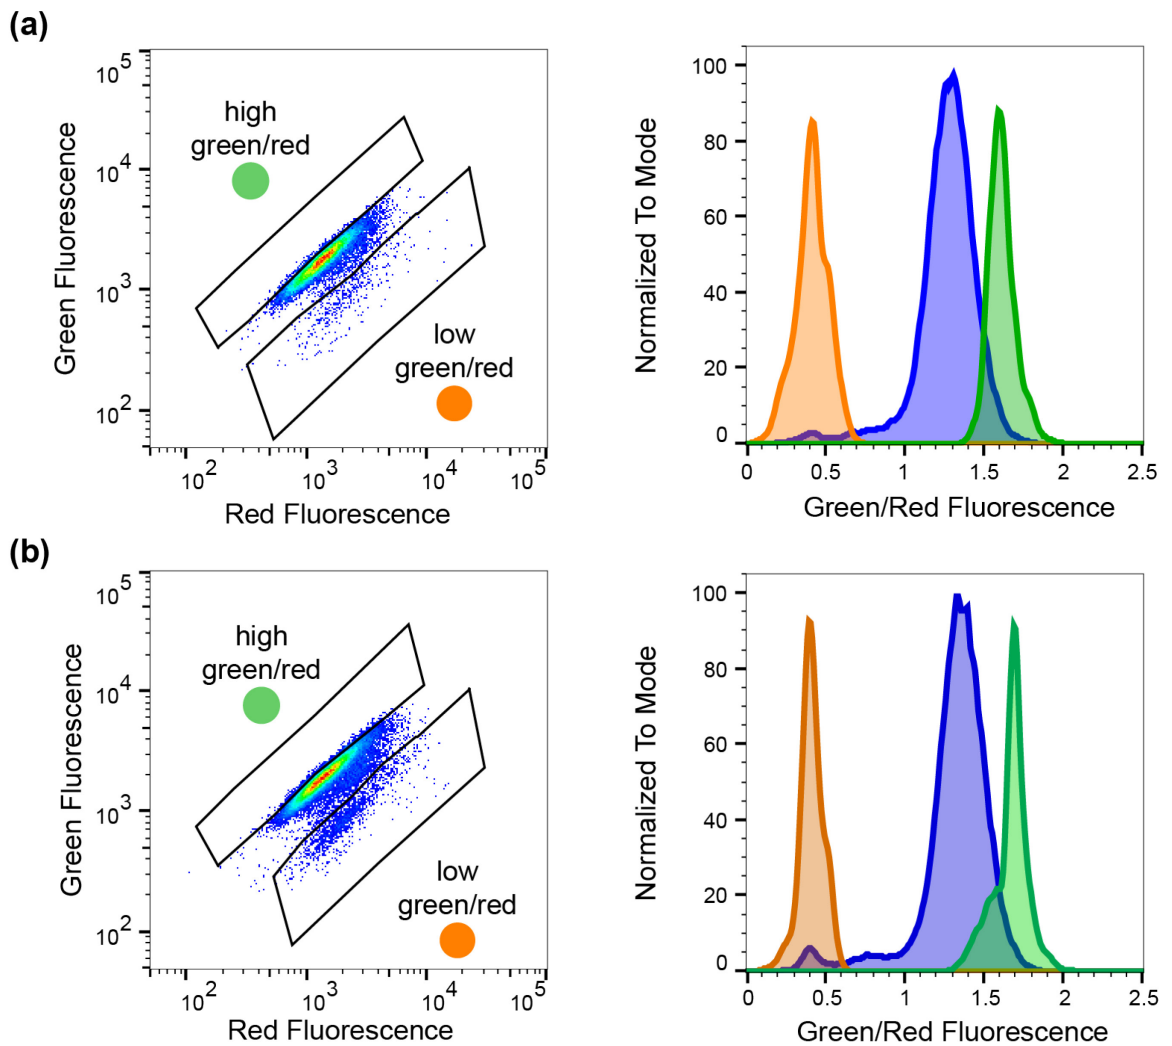 (a)
10^5
10^4
10^3
10^2
Green Fluorescence
high
green/red
low
green/red
10^2
10^3
10^4
10^5
Red Fluorescence
100
80
60
40
20
0
Normalized To Mode
0
0.5
1
1.5
2
2.5
Green/Red Fluorescence
(b)
10^5
10^4
10^3
10^2
Green Fluorescence
high
green/red
low
green/red
10^2
10^3
10^4
10^5
Red Fluorescence
100
80
60
40
20
0
Normalized To Mode
0
0.5
1
1.5
2
2.5
Green/Red Fluorescence